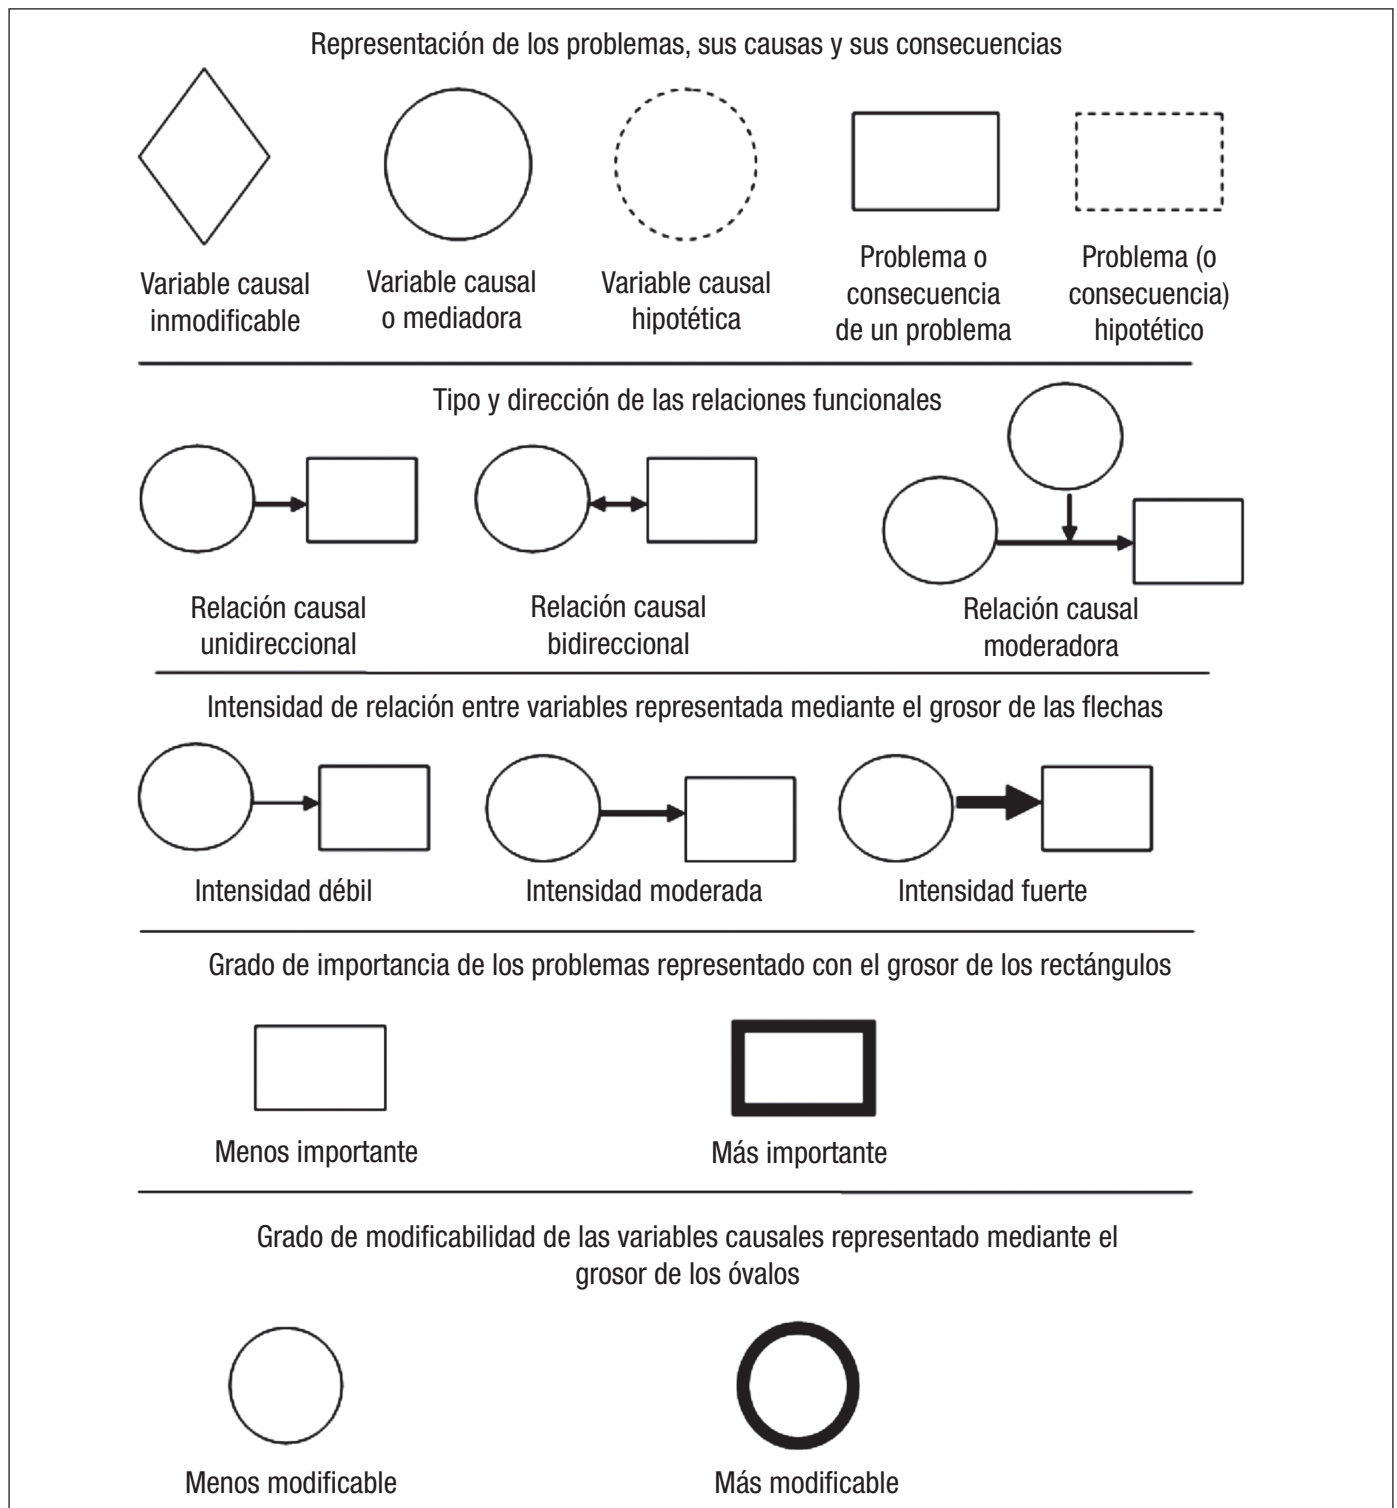 Representación de los problemas, sus causas y sus consecuencias
Variable causal
inmodificable
Variable causal
o mediadora
Variable causal
hipotética
Problema o
consecuencia
de un problema
Problema (o
consecuencia)
hipotético
Tipo y dirección de las relaciones funcionales
Relación causal
unidireccional
Relación causal
bidireccional
Relación causal
moderadora
Intensidad de relación entre variables representada mediante el grosor de las flechas
Intensidad débil
Intensidad moderada
Intensidad fuerte
Grado de importancia de los problemas representado con el grosor de los rectángulos
Menos importante
Más importante
Grado de modificabilidad de las variables causales representado mediante el
grosor de los óvalos
Menos modificable
Más modificable